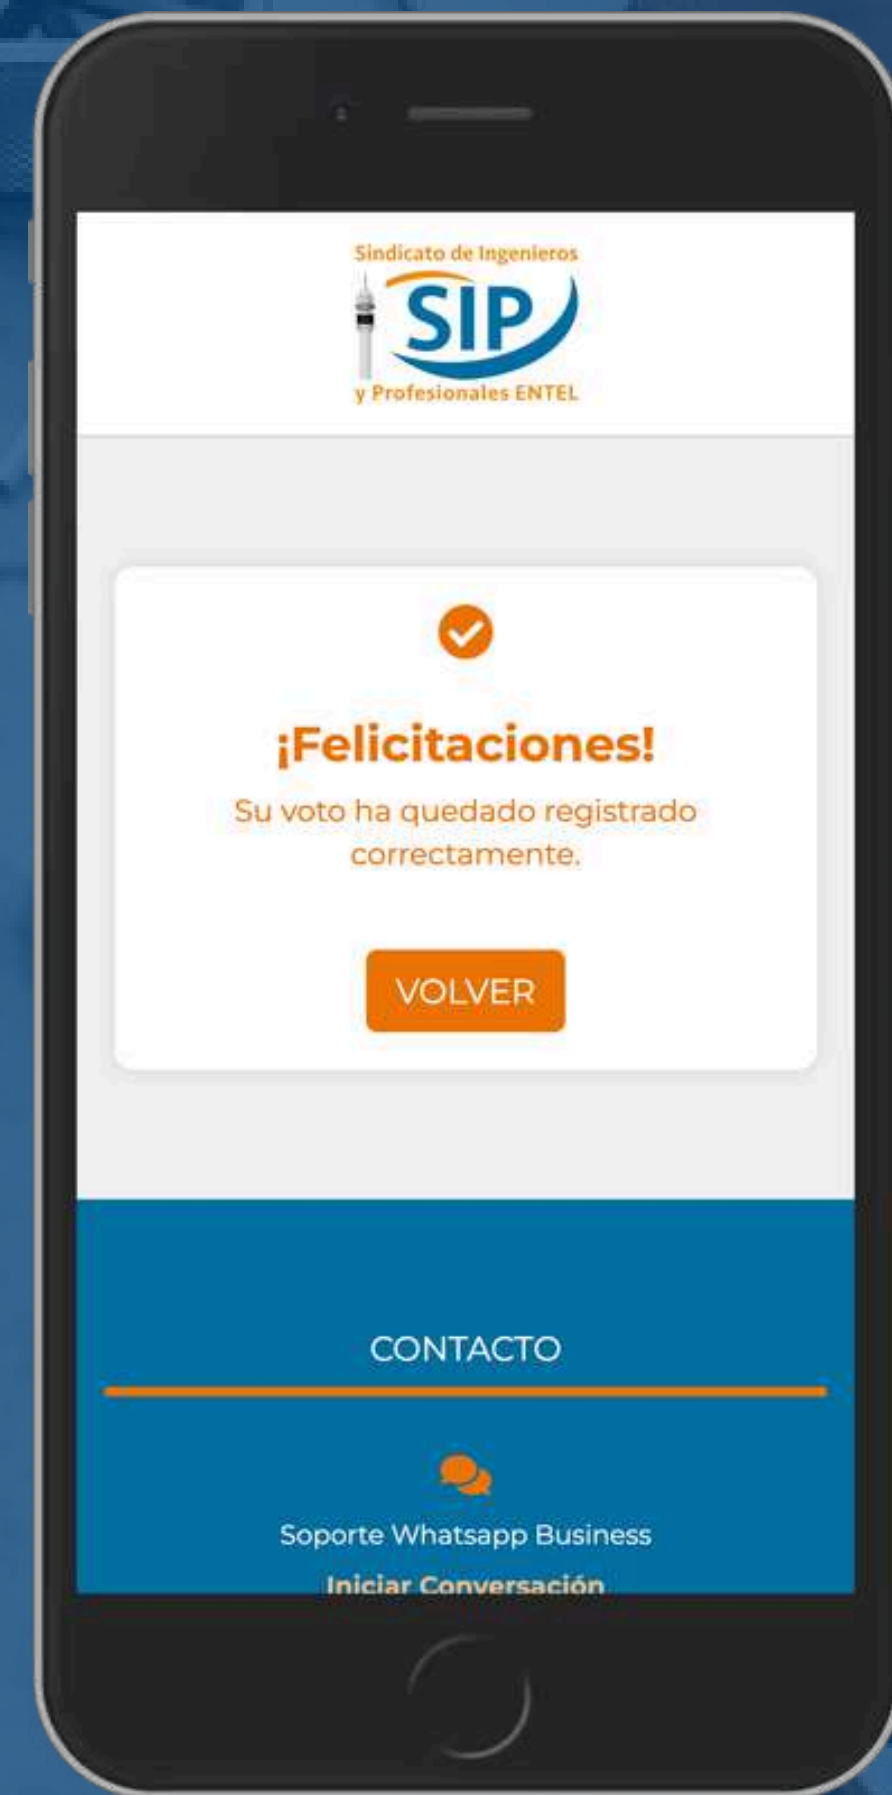 Sindicato de Ingenieros
SIP
y Profesionales ENTEL
¡Felicitaciones!
Su voto ha quedado registrado
correctamente.
VOLVER
CONTACTO
Soporte Whatsapp Business
Iniciar Conversación